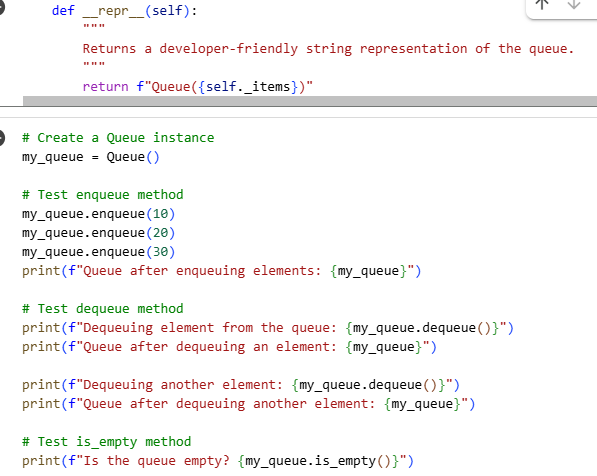 def __repr__(self):
"""
Returns a developer-friendly string representation of the queue.
"""
return f"Queue({self._items})"
# Create a Queue instance
my_queue = Queue()
# Test enqueue method
my_queue.enqueue(10)
my_queue.enqueue(20)
my_queue.enqueue(30)
print(f"Queue after enqueuing elements: {my_queue}")
# Test dequeue method
print(f"Dequeuing element from the queue: {my_queue.dequeue()}")
print(f"Queue after dequeuing an element: {my_queue}")
print(f"Dequeuing another element: {my_queue.dequeue()}")
print(f"Queue after dequeuing another element: {my_queue}")
# Test is_empty method
print(f"Is the queue empty? {my_queue.is_empty()}")